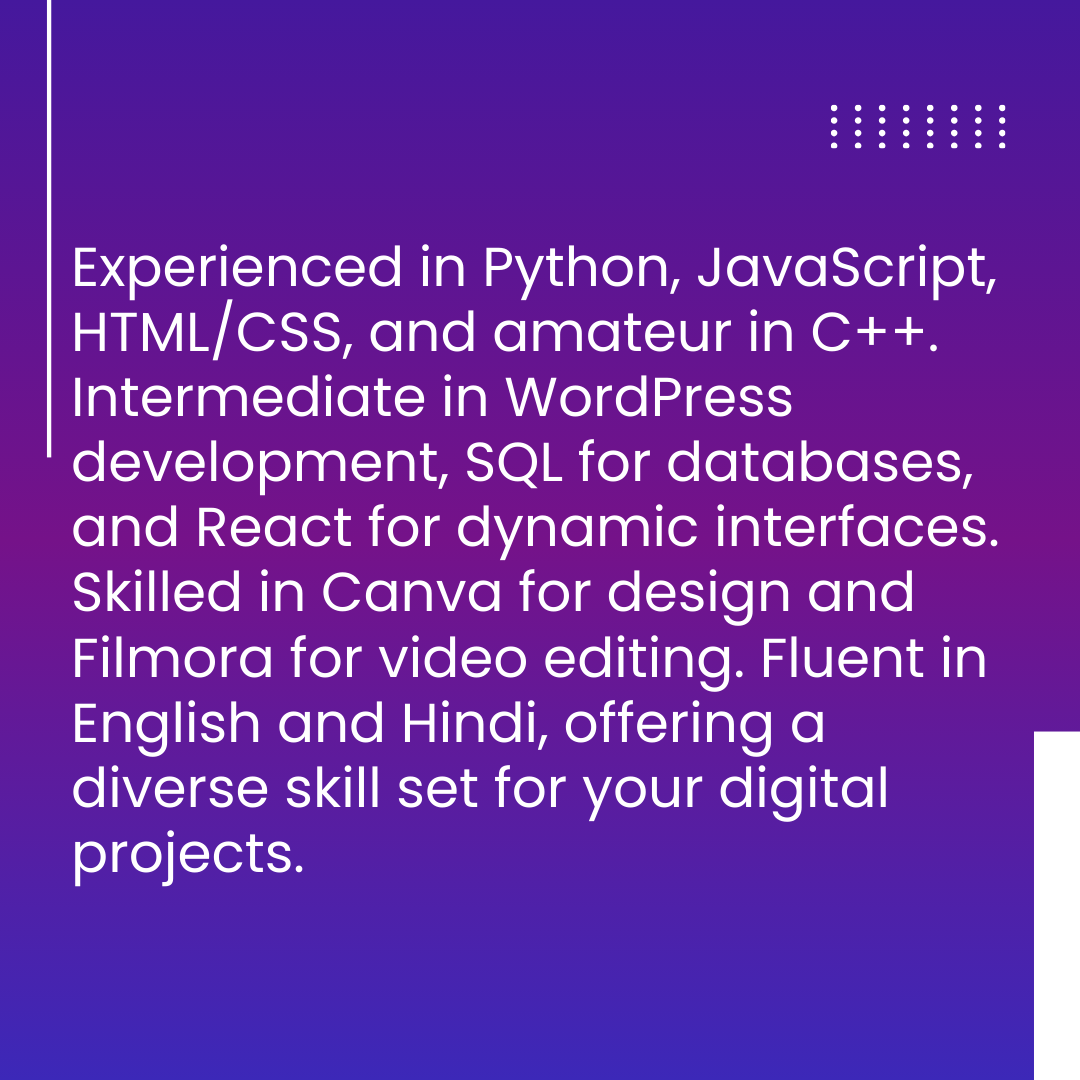 Experienced in Python, JavaScript,
HTML/CSS, and amateur in C++.
Intermediate in WordPress
development, SQL for databases,
and React for dynamic interfaces.
Skilled in Canva for design and
Filmora for video editing. Fluent in
English and Hindi, offering a
diverse skill set for your digital
projects.